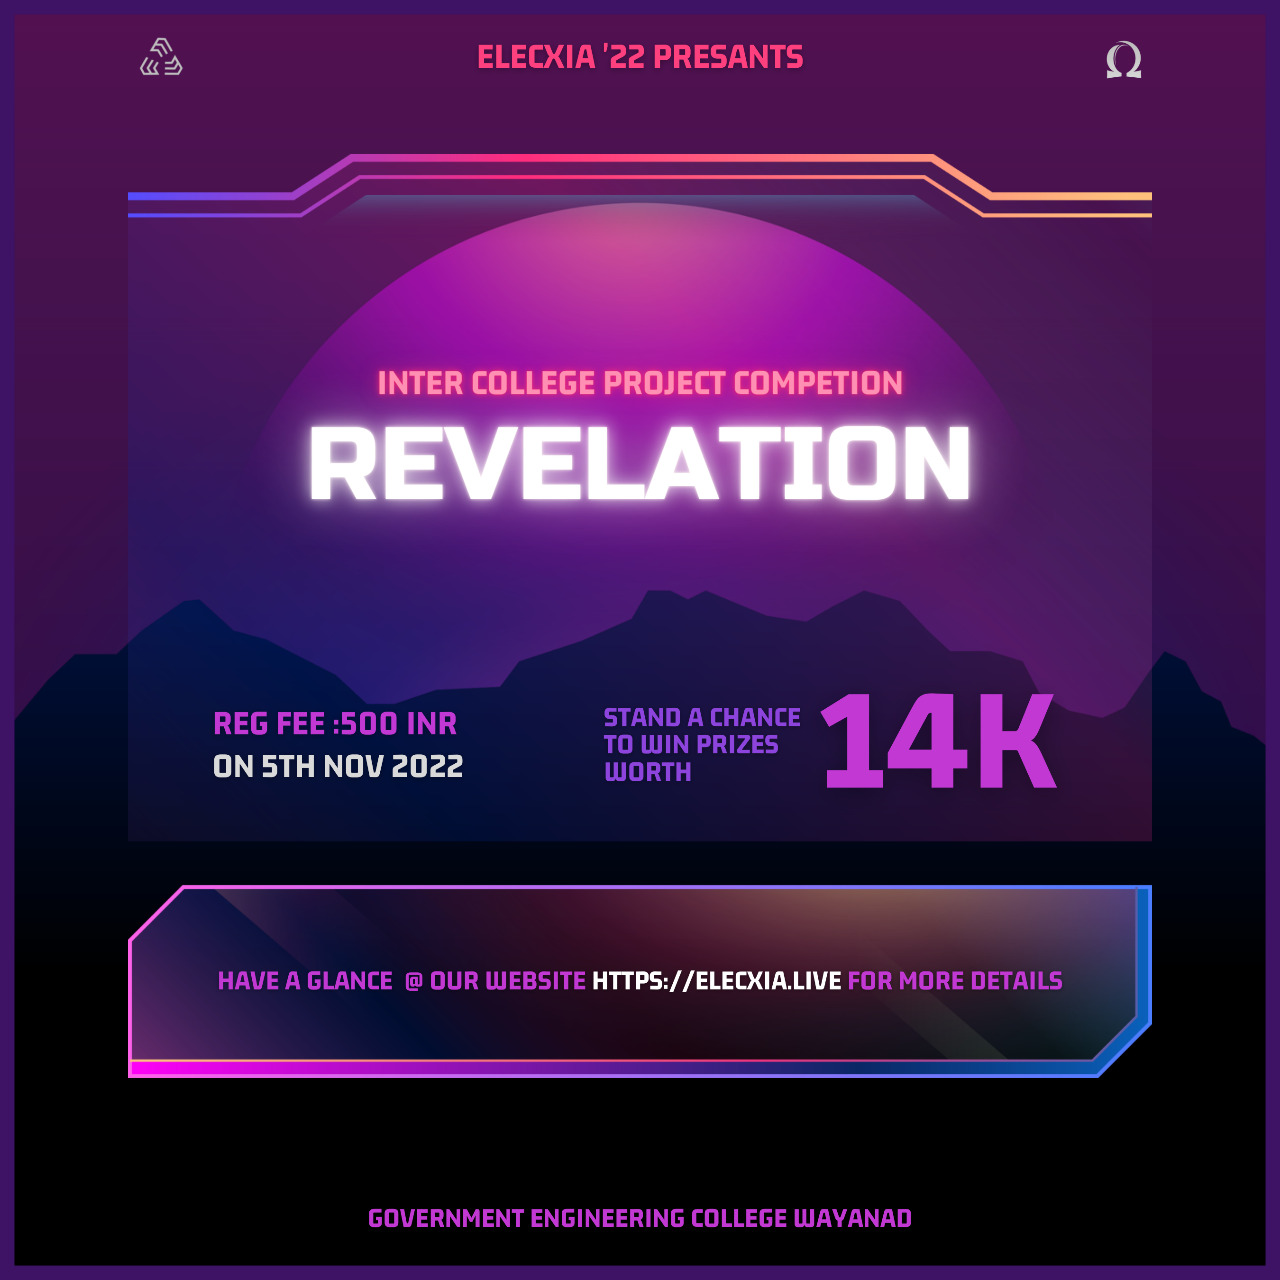 ELECXIA '22 PRESANTS
Ω
INTER COLLEGE PROJECT COMPETION
REVELATION
REG FEE :500 INR
ON 5TH NOV 2022
STAND A CHANCE
TO WIN PRIZES
WORTH
14K
HAVE A GLANCE @ OUR WEBSITE HTTPS://ELECXIA.LIVE FOR MORE DETAILS
GOVERNMENT ENGINEERING COLLEGE WAYANAD